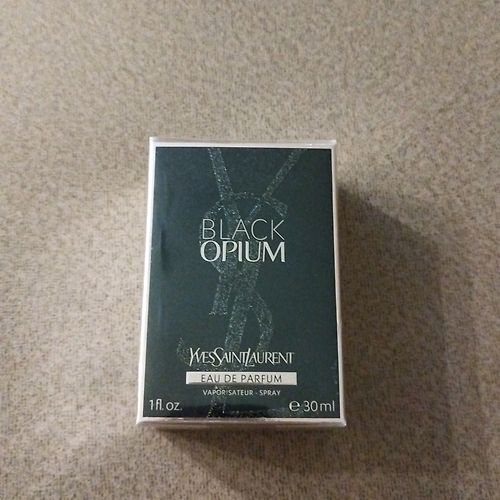 BLACK
OPIUM
YVESSAINTLAURENT
EAU DE PARFUM
VAPORISATEUR - SPRAY
1 fl. oz. ℮ 30 ml